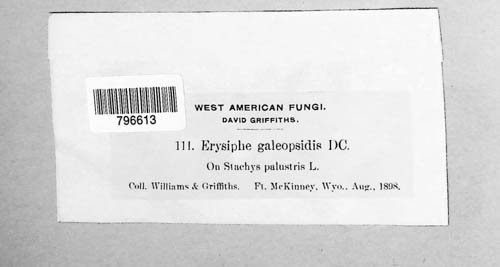 796613
WEST AMERICAN FUNGI.
DAVID GRIFFITHS.
111. Erysiphe galeopsidis DC.
On Stachys palustris L.
Coll. Williams & Griffiths. Ft. McKinney, Wyo., Aug., 1898.